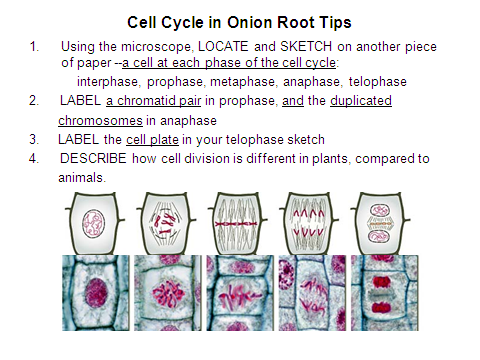 Cell Cycle in Onion Root Tips
1. Using the microscope, LOCATE and SKETCH on another piece
of paper --a cell at each phase of the cell cycle:
interphase, prophase, metaphase, anaphase, telophase
2. LABEL a chromatid pair in prophase, and the duplicated
chromosomes in anaphase
3. LABEL the cell plate in your telophase sketch
4. DESCRIBE how cell division is different in plants, compared to
animals.